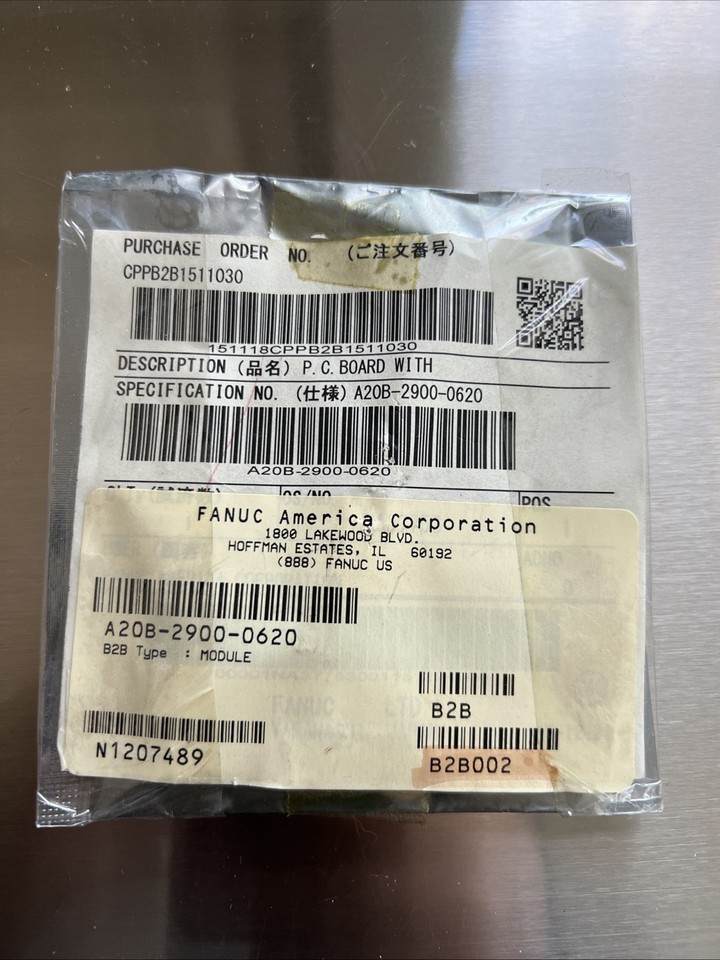 PURCHASE ORDER NO. (ご注文番号)
CPPB2B1511030
151118CPPB2B1511030
DESCRIPTION (品名) P.C.BOARD WITH
SPECIFICATION NO. (仕様) A20B-2900-0620
A20B-2900-0620
FANUC America Corporation
1800 LAKEWOOD BLVD.
HOFFMAN ESTATES, IL 60192
(888) FANUC US
A20B-2900-0620
B2B Type : MODULE
B2B
N1207489
B2B002